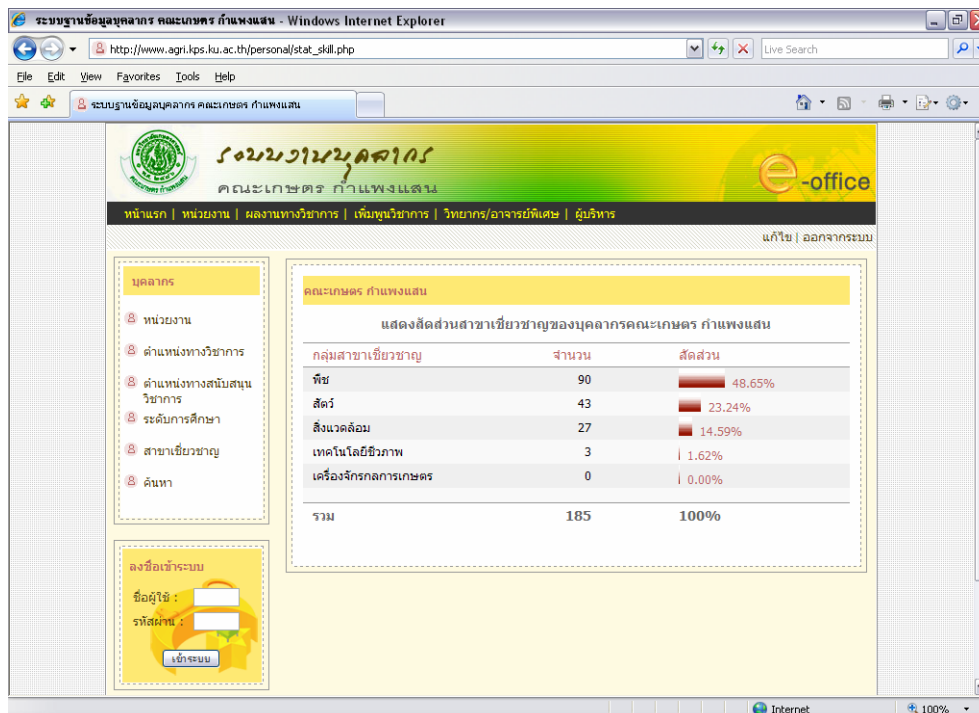 ระบบฐานข้อมูลบุคลากร คณะเกษตร กำแพงแสน - Windows Internet Explorer
http://www.agri.kps.ku.ac.th/personal/stat_skill.php
Live Search
File Edit View Favorites Tools Help
ระบบฐานข้อมูลบุคลากร คณะเกษตร กำแพงแสน
ระบบงานบุคลากร
คณะเกษตร กำแพงแสน
e-office
หน้าแรก | หน่วยงาน | ผลงานทางวิชาการ | เพิ่มพูนวิชาการ | วิทยากร/อาจารย์พิเศษ | ผู้บริหาร
แก้ไข | ออกจากระบบ
บุคลากร
หน่วยงาน
ตำแหน่งทางวิชาการ
ตำแหน่งทางสนับสนุน
วิชาการ
ระดับการศึกษา
สาขาเชี่ยวชาญ
ค้นหา
คณะเกษตร กำแพงแสน
แสดงสัดส่วนสาขาเชี่ยวชาญของบุคลากรคณะเกษตร กำแพงแสน
กลุ่มสาขาเชี่ยวชาญ จำนวน สัดส่วน
พืช 90 48.65%
สัตว์ 43 23.24%
สิ่งแวดล้อม 27 14.59%
เทคโนโลยีชีวภาพ 3 1.62%
เครื่องจักรกลการเกษตร 0 0.00%
รวม 185 100%
ลงชื่อเข้าระบบ
ชื่อผู้ใช้ :
รหัสผ่าน :
เข้าระบบ
Internet 100%